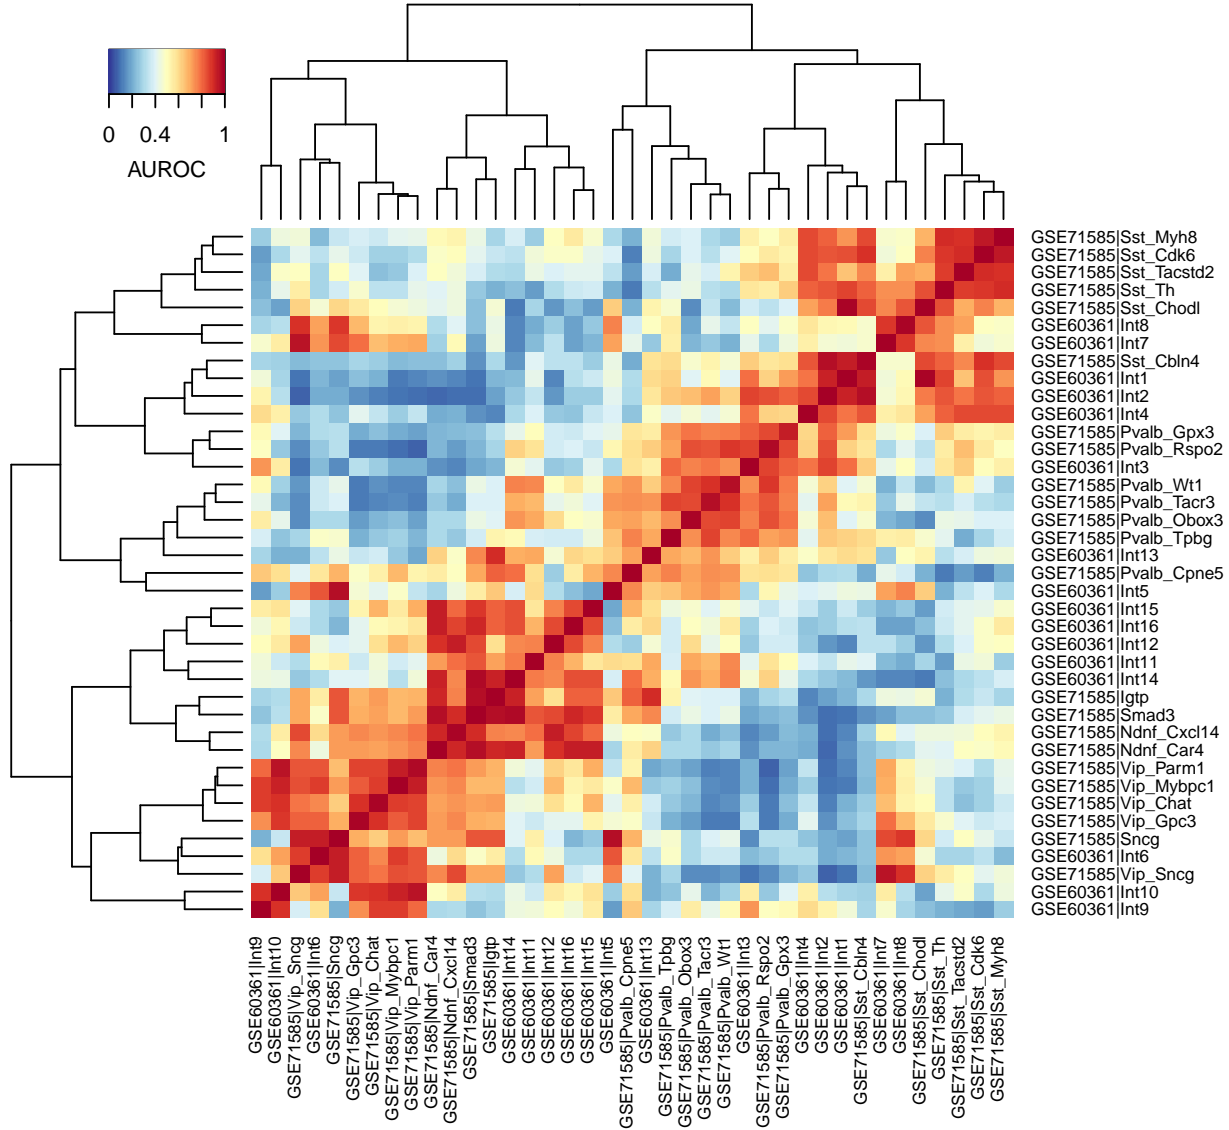 0 0.4 1
AUROC
GSE71585|Sst_Myh8
GSE71585|Sst_Cdk6
GSE71585|Sst_Tacstd2
GSE71585|Sst_Th
GSE71585|Sst_Chodl
GSE60361|Int8
GSE60361|Int7
GSE71585|Sst_Cbln4
GSE60361|Int1
GSE60361|Int2
GSE60361|Int4
GSE71585|Pvalb_Gpx3
GSE71585|Pvalb_Rspo2
GSE60361|Int3
GSE71585|Pvalb_Wt1
GSE71585|Pvalb_Tacr3
GSE71585|Pvalb_Obox3
GSE71585|Pvalb_Tpbg
GSE60361|Int13
GSE71585|Pvalb_Cpne5
GSE60361|Int5
GSE60361|Int15
GSE60361|Int16
GSE60361|Int12
GSE60361|Int11
GSE60361|Int14
GSE71585|Igtp
GSE71585|Smad3
GSE71585|Ndnf_Cxcl14
GSE71585|Ndnf_Car4
GSE71585|Vip_Parm1
GSE71585|Vip_Mybpc1
GSE71585|Vip_Chat
GSE71585|Vip_Gpc3
GSE71585|Sncg
GSE60361|Int6
GSE71585|Vip_Sncg
GSE60361|Int10
GSE60361|Int9
GSE60361|Int9
GSE60361|Int10
GSE71585|Vip_Sncg
GSE60361|Int6
GSE71585|Sncg
GSE71585|Vip_Gpc3
GSE71585|Vip_Chat
GSE71585|Vip_Mybpc1
GSE71585|Vip_Parm1
GSE71585|Ndnf_Car4
GSE71585|Ndnf_Cxcl14
GSE71585|Smad3
GSE71585|Igtp
GSE60361|Int14
GSE60361|Int11
GSE60361|Int12
GSE60361|Int16
GSE60361|Int15
GSE60361|Int5
GSE71585|Pvalb_Cpne5
GSE60361|Int13
GSE71585|Pvalb_Tpbg
GSE71585|Pvalb_Obox3
GSE71585|Pvalb_Tacr3
GSE71585|Pvalb_Wt1
GSE60361|Int3
GSE71585|Pvalb_Rspo2
GSE71585|Pvalb_Gpx3
GSE60361|Int4
GSE60361|Int2
GSE60361|Int1
GSE71585|Sst_Cbln4
GSE60361|Int7
GSE60361|Int8
GSE71585|Sst_Chodl
GSE71585|Sst_Th
GSE71585|Sst_Tacstd2
GSE71585|Sst_Cdk6
GSE71585|Sst_Myh8